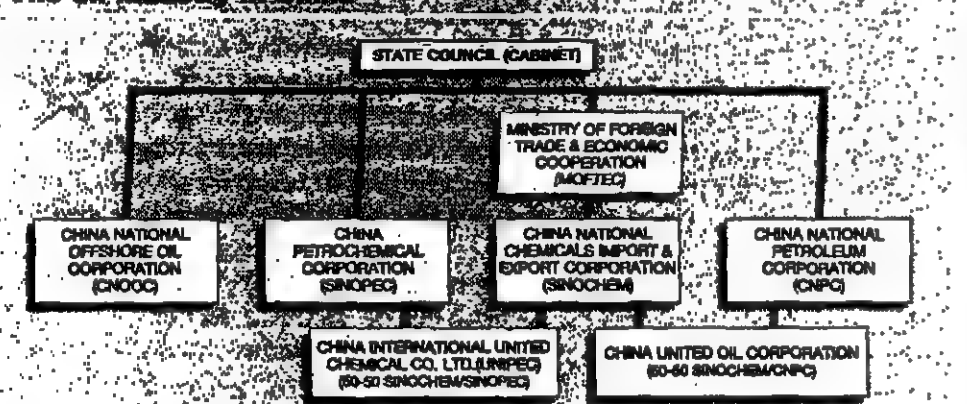 STATE COUNCIL (CABINET)
MINISTRY OF FOREIGN
TRADE & ECONOMIC
COOPERATION
(MOFTEC)
CHINA NATIONAL
OFFSHORE OIL
CORPORATION
(CNOOC)
CHINA
PETROCHEMICAL
CORPORATION
(SINOPEC)
CHINA NATIONAL
CHEMICALS IMPORT &
EXPORT CORPORATION
(SINOCHEM)
CHINA NATIONAL
PETROLEUM
CORPORATION
(CNPC)
CHINA INTERNATIONAL UNITED
CHEMICAL CO. LTD.(UNIPEC)
(50-50 SINOCHEM/SINOPEC)
CHINA UNITED OIL CORPORATION
(50-50 SINOCHEM/CNPC)